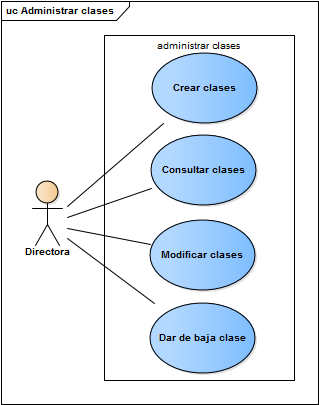 uc Administrar clases
administrar clases
Crear clases
Consultar clases
Modificar clases
Dar de baja clase
Directora